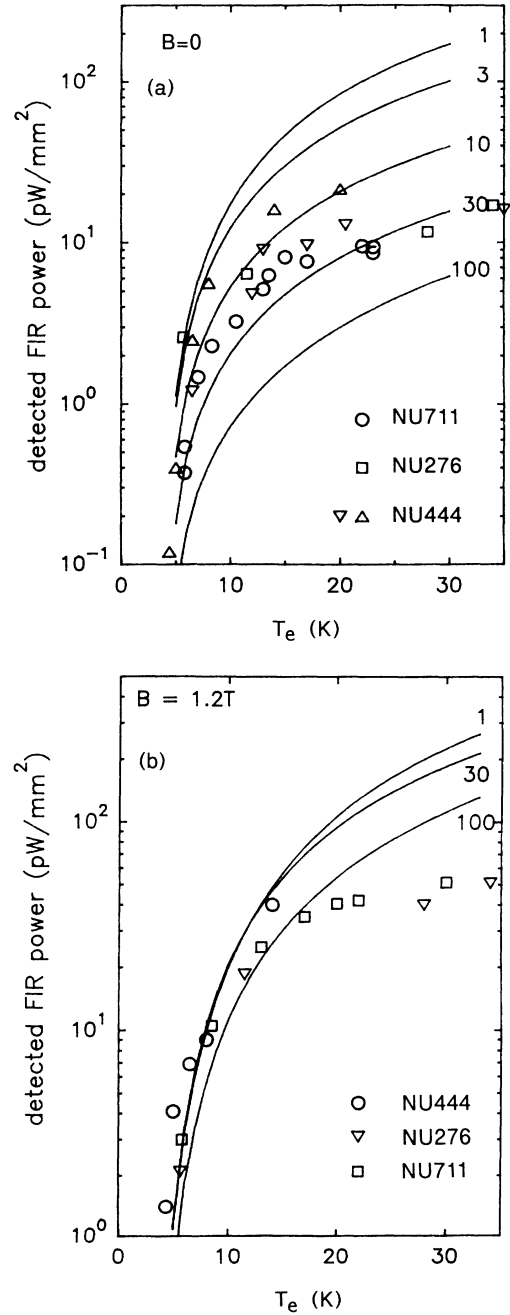 B=0
(a)
10²
10¹
10⁰
10⁻¹
detected FIR power (pW/mm²)
1
3
10
30
100
○ NU711
□ NU276
▽ △ NU444
0 10 20 30
Tₑ (K)
B = 1.2T
(b)
10²
10¹
10⁰
detected FIR power (pW/mm²)
1
30
100
○ NU444
▽ NU276
□ NU711
0 10 20 30
Tₑ (K)